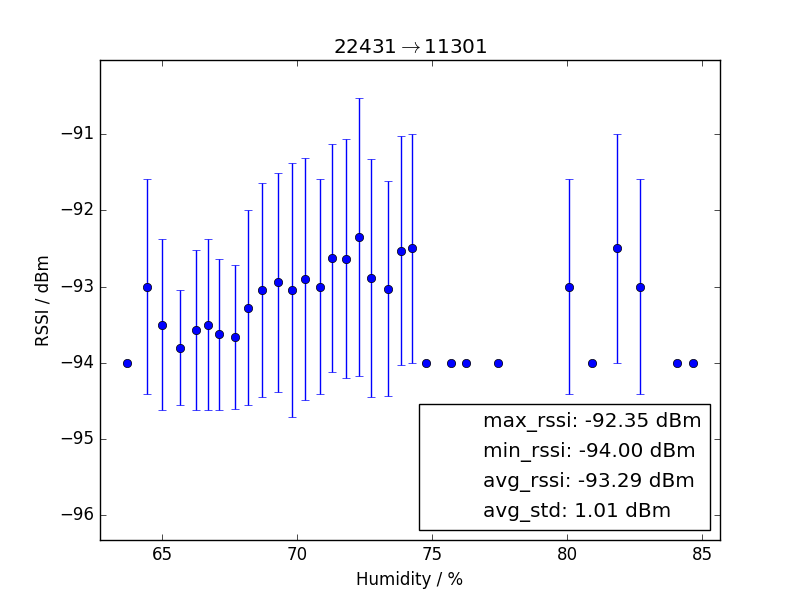 22431→11301
−91
−92
−93
−94
−95
−96
RSSI / dBm
max_rssi: -92.35 dBm
min_rssi: -94.00 dBm
avg_rssi: -93.29 dBm
avg_std: 1.01 dBm
65 70 75 80 85
Humidity / %